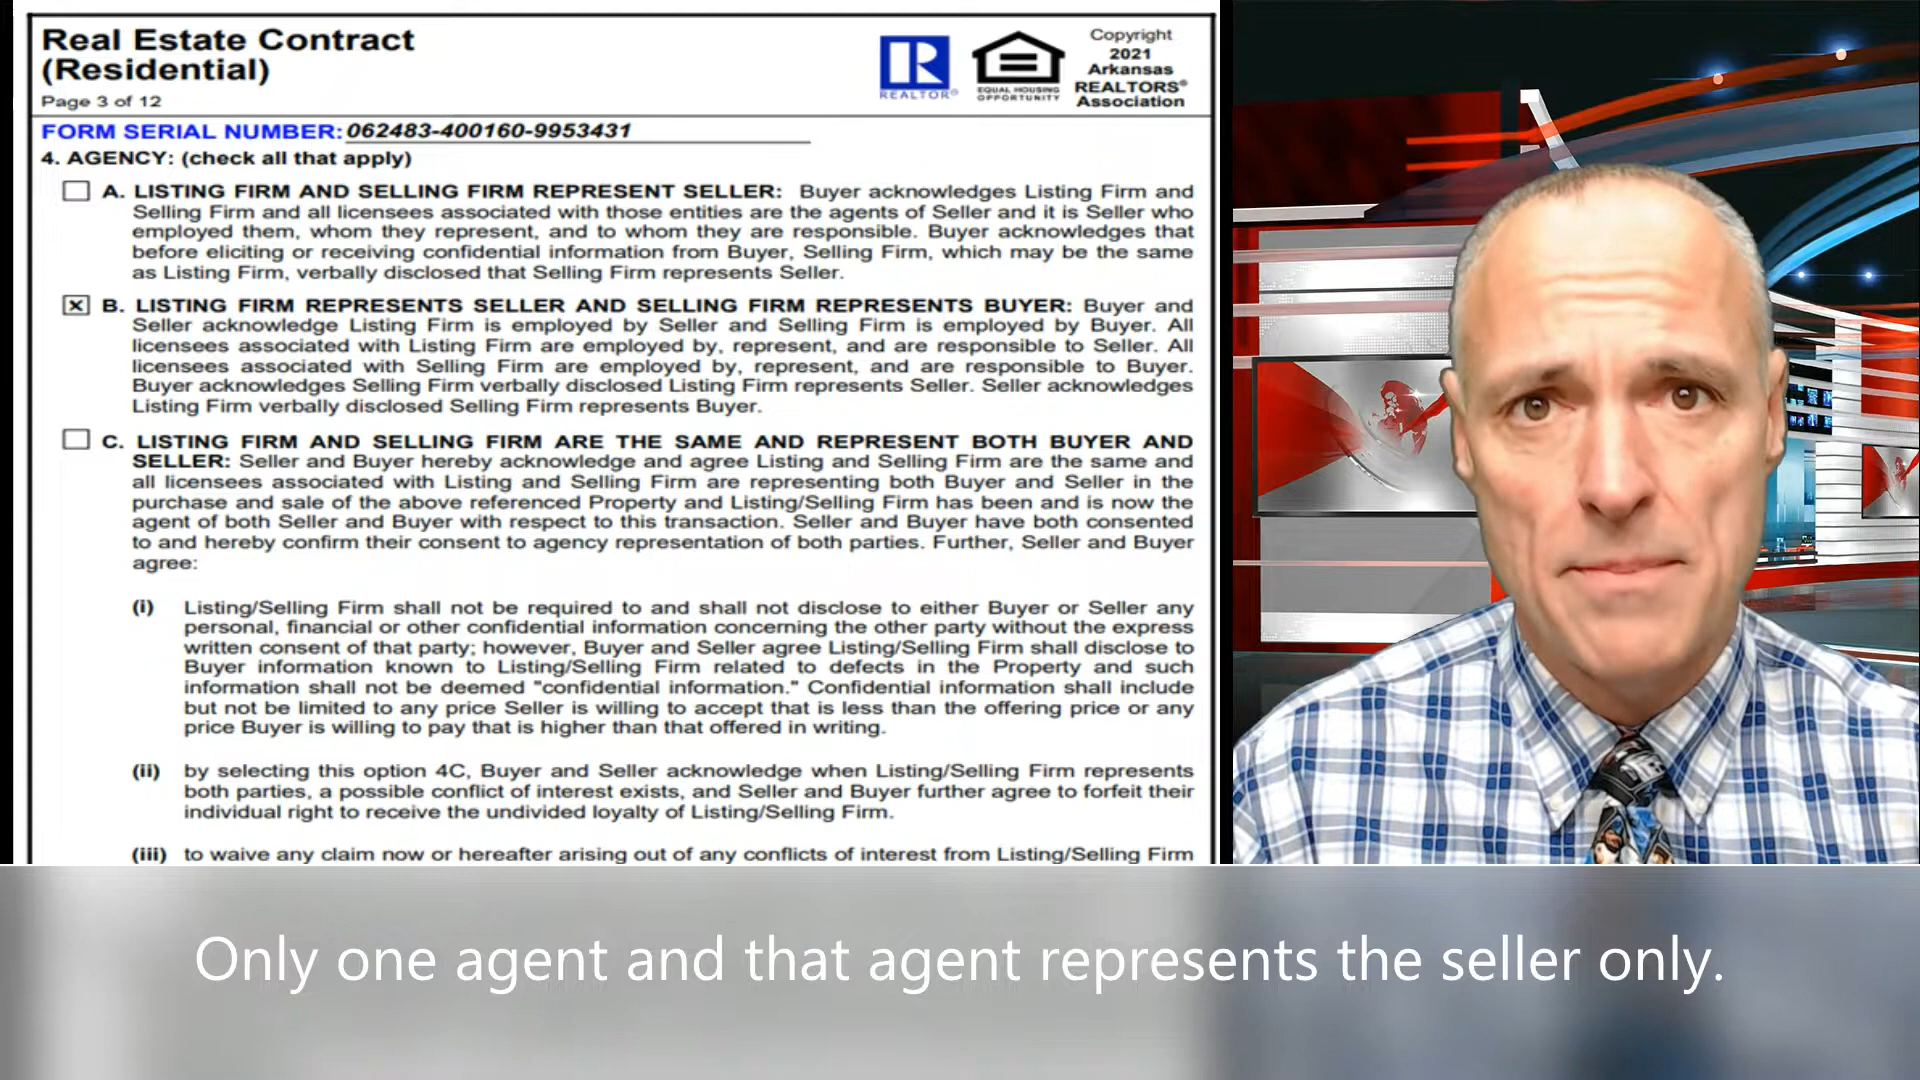 Real Estate Contract
(Residential)
Page 3 of 12
REALTOR®
EQUAL HOUSING
OPPORTUNITY
Copyright
2021
Arkansas
REALTORS®
Association
FORM SERIAL NUMBER: 062483-400160-9953431
4. AGENCY: (check all that apply)
A. LISTING FIRM AND SELLING FIRM REPRESENT SELLER: Buyer acknowledges Listing Firm and
Selling Firm and all licensees associated with those entities are the agents of Seller and it is Seller who
employed them, whom they represent, and to whom they are responsible. Buyer acknowledges that
before eliciting or receiving confidential information from Buyer, Selling Firm, which may be the same
as Listing Firm, verbally disclosed that Selling Firm represents Seller.
X B. LISTING FIRM REPRESENTS SELLER AND SELLING FIRM REPRESENTS BUYER: Buyer and
Seller acknowledge Listing Firm is employed by Seller and Selling Firm is employed by Buyer. All
licensees associated with Listing Firm are employed by, represent, and are responsible to Seller. All
licensees associated with Selling Firm are employed by, represent, and are responsible to Buyer.
Buyer acknowledges Selling Firm verbally disclosed Listing Firm represents Seller. Seller acknowledges
Listing Firm verbally disclosed Selling Firm represents Buyer.
C. LISTING FIRM AND SELLING FIRM ARE THE SAME AND REPRESENT BOTH BUYER AND
SELLER: Seller and Buyer hereby acknowledge and agree Listing and Selling Firm are the same and
all licensees associated with Listing and Selling Firm are representing both Buyer and Seller in the
purchase and sale of the above referenced Property and Listing/Selling Firm has been and is now the
agent of both Seller and Buyer with respect to this transaction. Seller and Buyer have both consented
to and hereby confirm their consent to agency representation of both parties. Further, Seller and Buyer
agree:
(i) Listing/Selling Firm shall not be required to and shall not disclose to either Buyer or Seller any
personal, financial or other confidential information concerning the other party without the express
written consent of that party; however, Buyer and Seller agree Listing/Selling Firm shall disclose to
Buyer information known to Listing/Selling Firm related to defects in the Property and such
information shall not be deemed "confidential information." Confidential information shall include
but not be limited to any price Seller is willing to accept that is less than the offering price or any
price Buyer is willing to pay that is higher than that offered in writing.
(ii) by selecting this option 4C, Buyer and Seller acknowledge when Listing/Selling Firm represents
both parties, a possible conflict of interest exists, and Seller and Buyer further agree to forfeit their
individual right to receive the undivided loyalty of Listing/Selling Firm.
(iii) to waive any claim now or hereafter arising out of any conflicts of interest from Listing/Selling Firm
Only one agent and that agent represents the seller only.